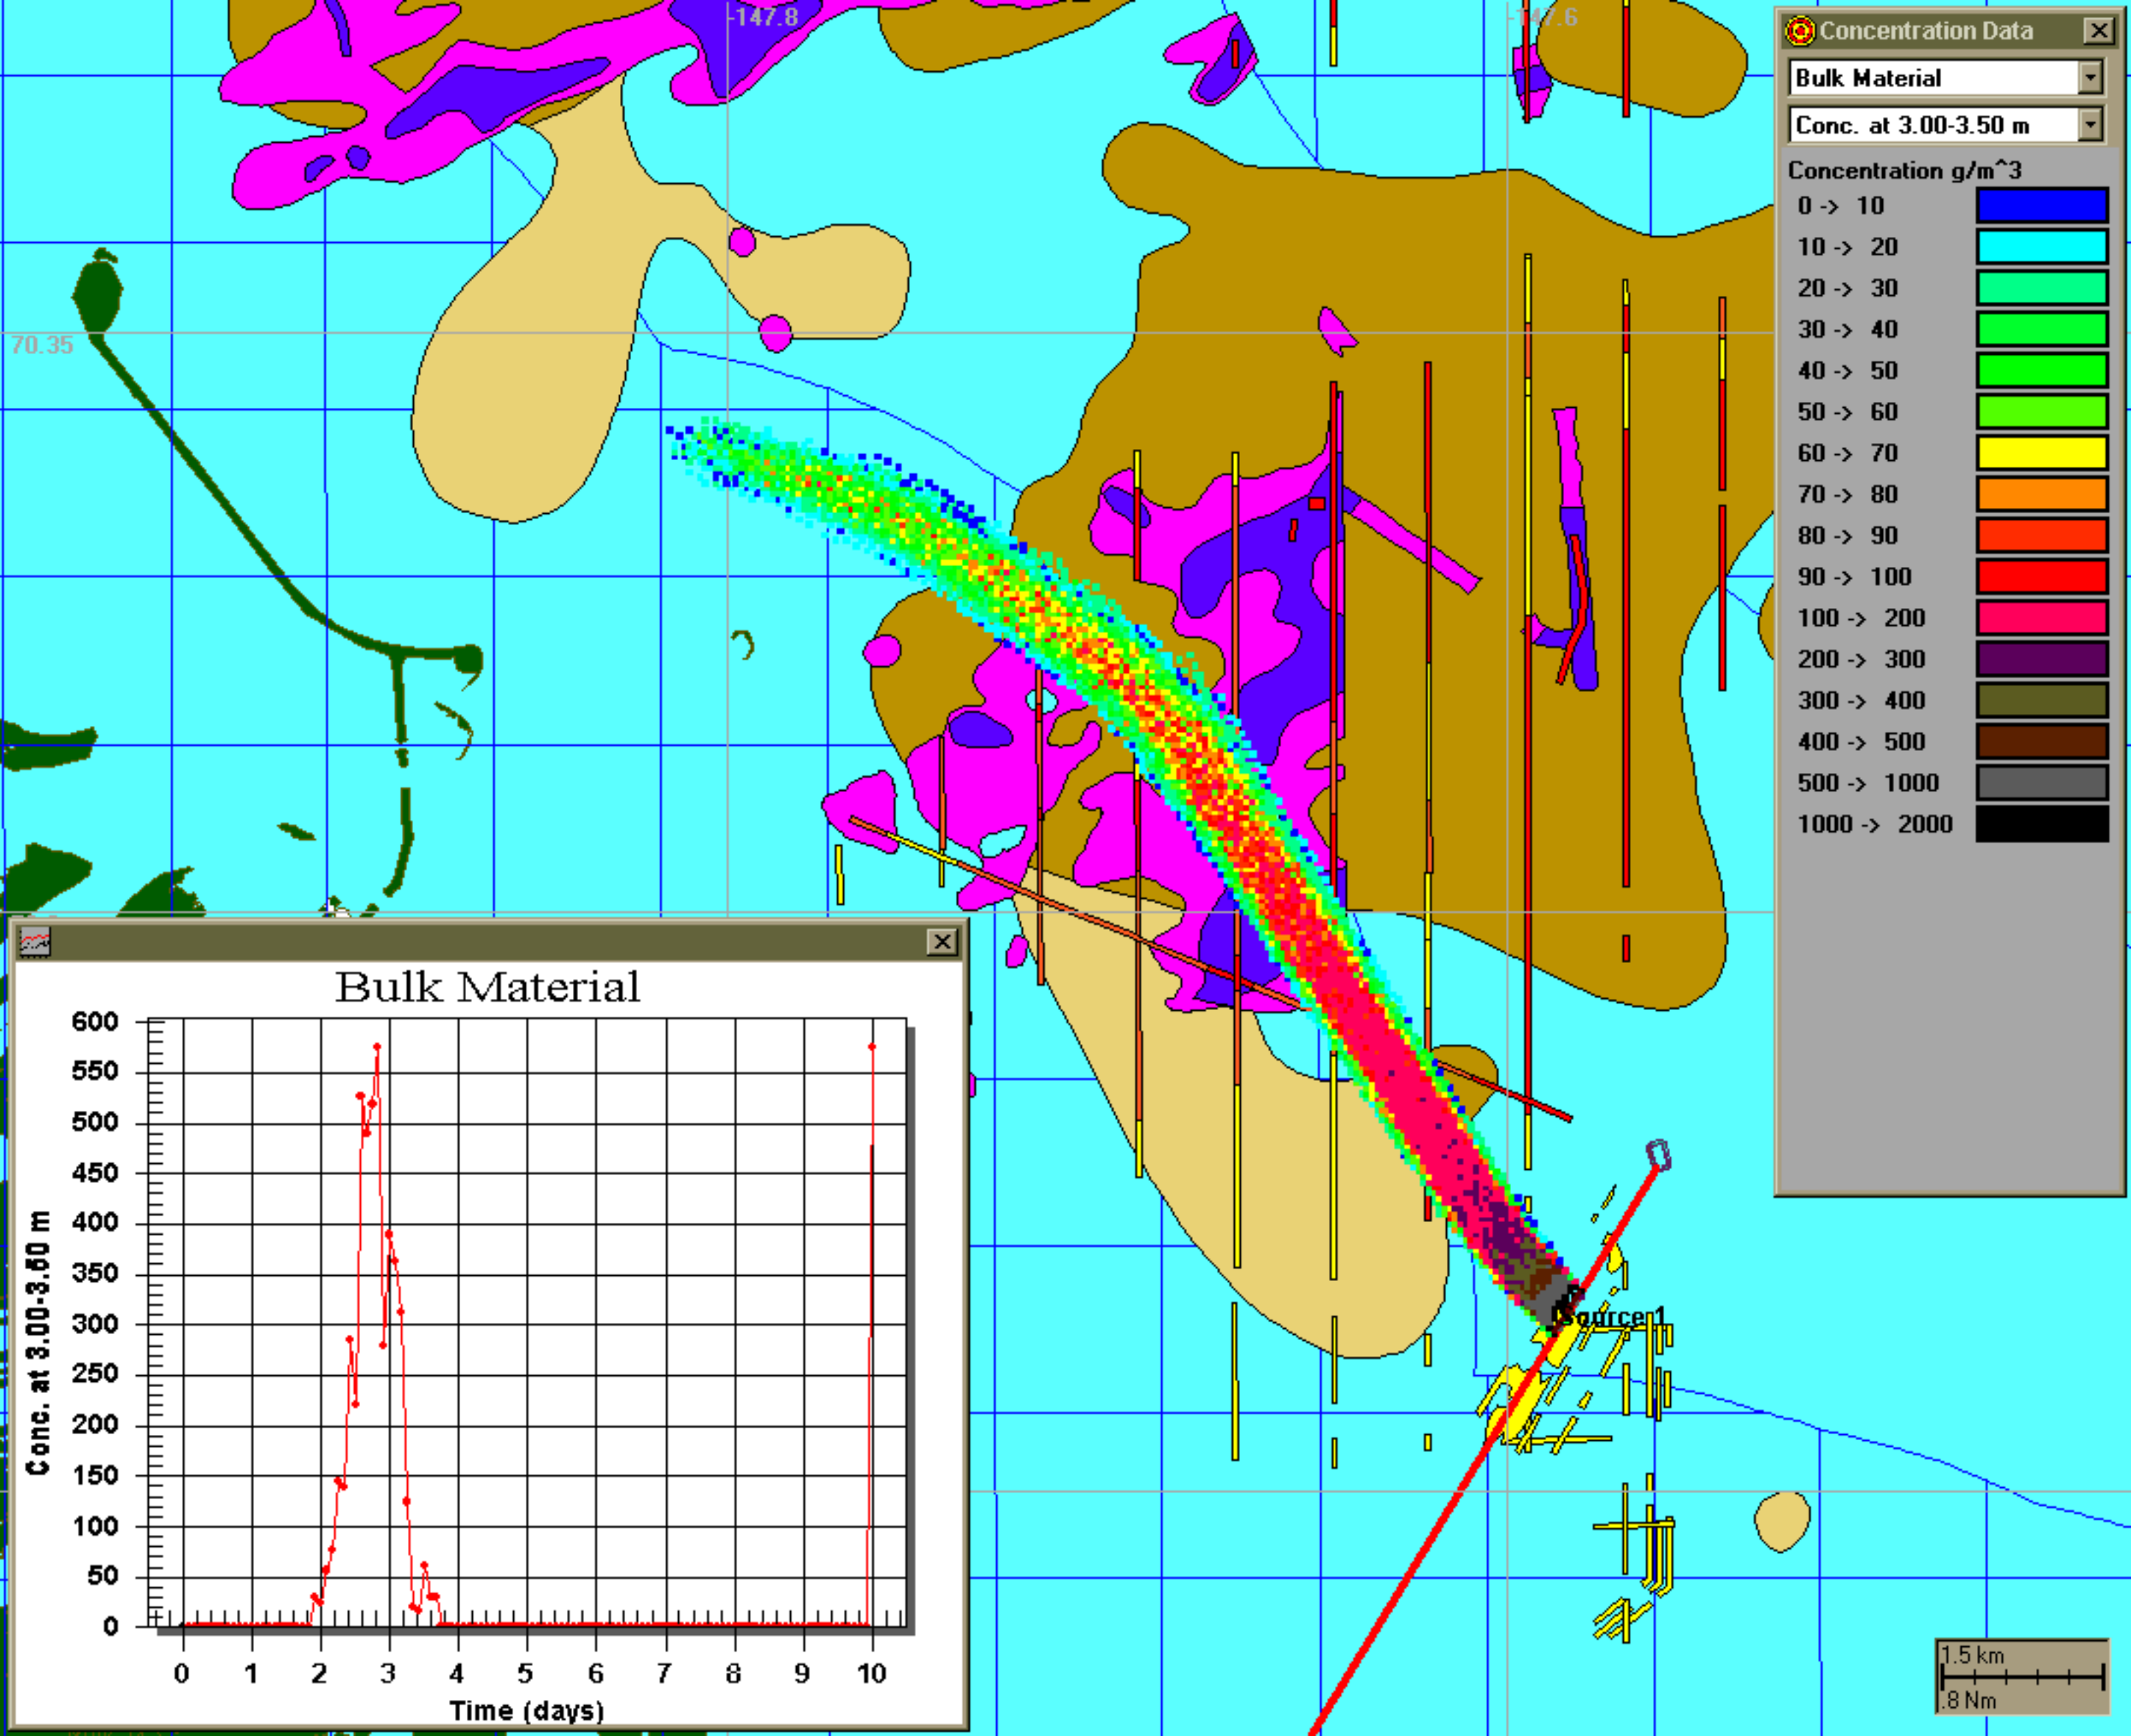 -147.8
-147.6
70.35
Concentration Data
Bulk Material
Conc. at 3.00-3.50 m
Concentration g/m^3
0 -> 10
10 -> 20
20 -> 30
30 -> 40
40 -> 50
50 -> 60
60 -> 70
70 -> 80
80 -> 90
90 -> 100
100 -> 200
200 -> 300
300 -> 400
400 -> 500
500 -> 1000
1000 -> 2000
Source 1
Bulk Material
Conc. at 3.00-3.50 m
600
550
500
450
400
350
300
250
200
150
100
50
0
0 1 2 3 4 5 6 7 8 9 10
Time (days)
1.5 km
.8 Nm